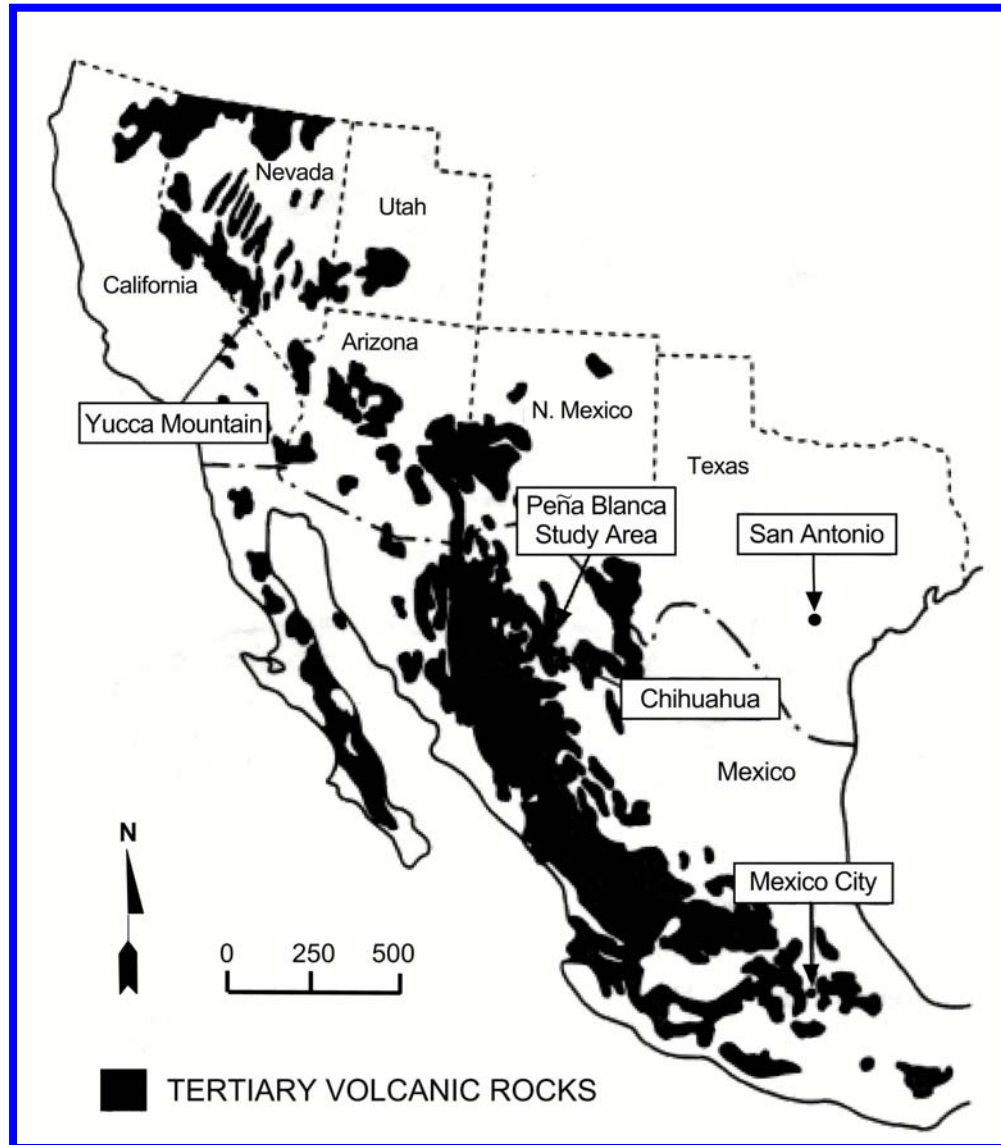 Nevada
Utah
California
Arizona
Yucca Mountain
N. Mexico
Texas
Peña Blanca
Study Area
San Antonio
Chihuahua
Mexico
N
Mexico City
0 250 500
TERTIARY VOLCANIC ROCKS